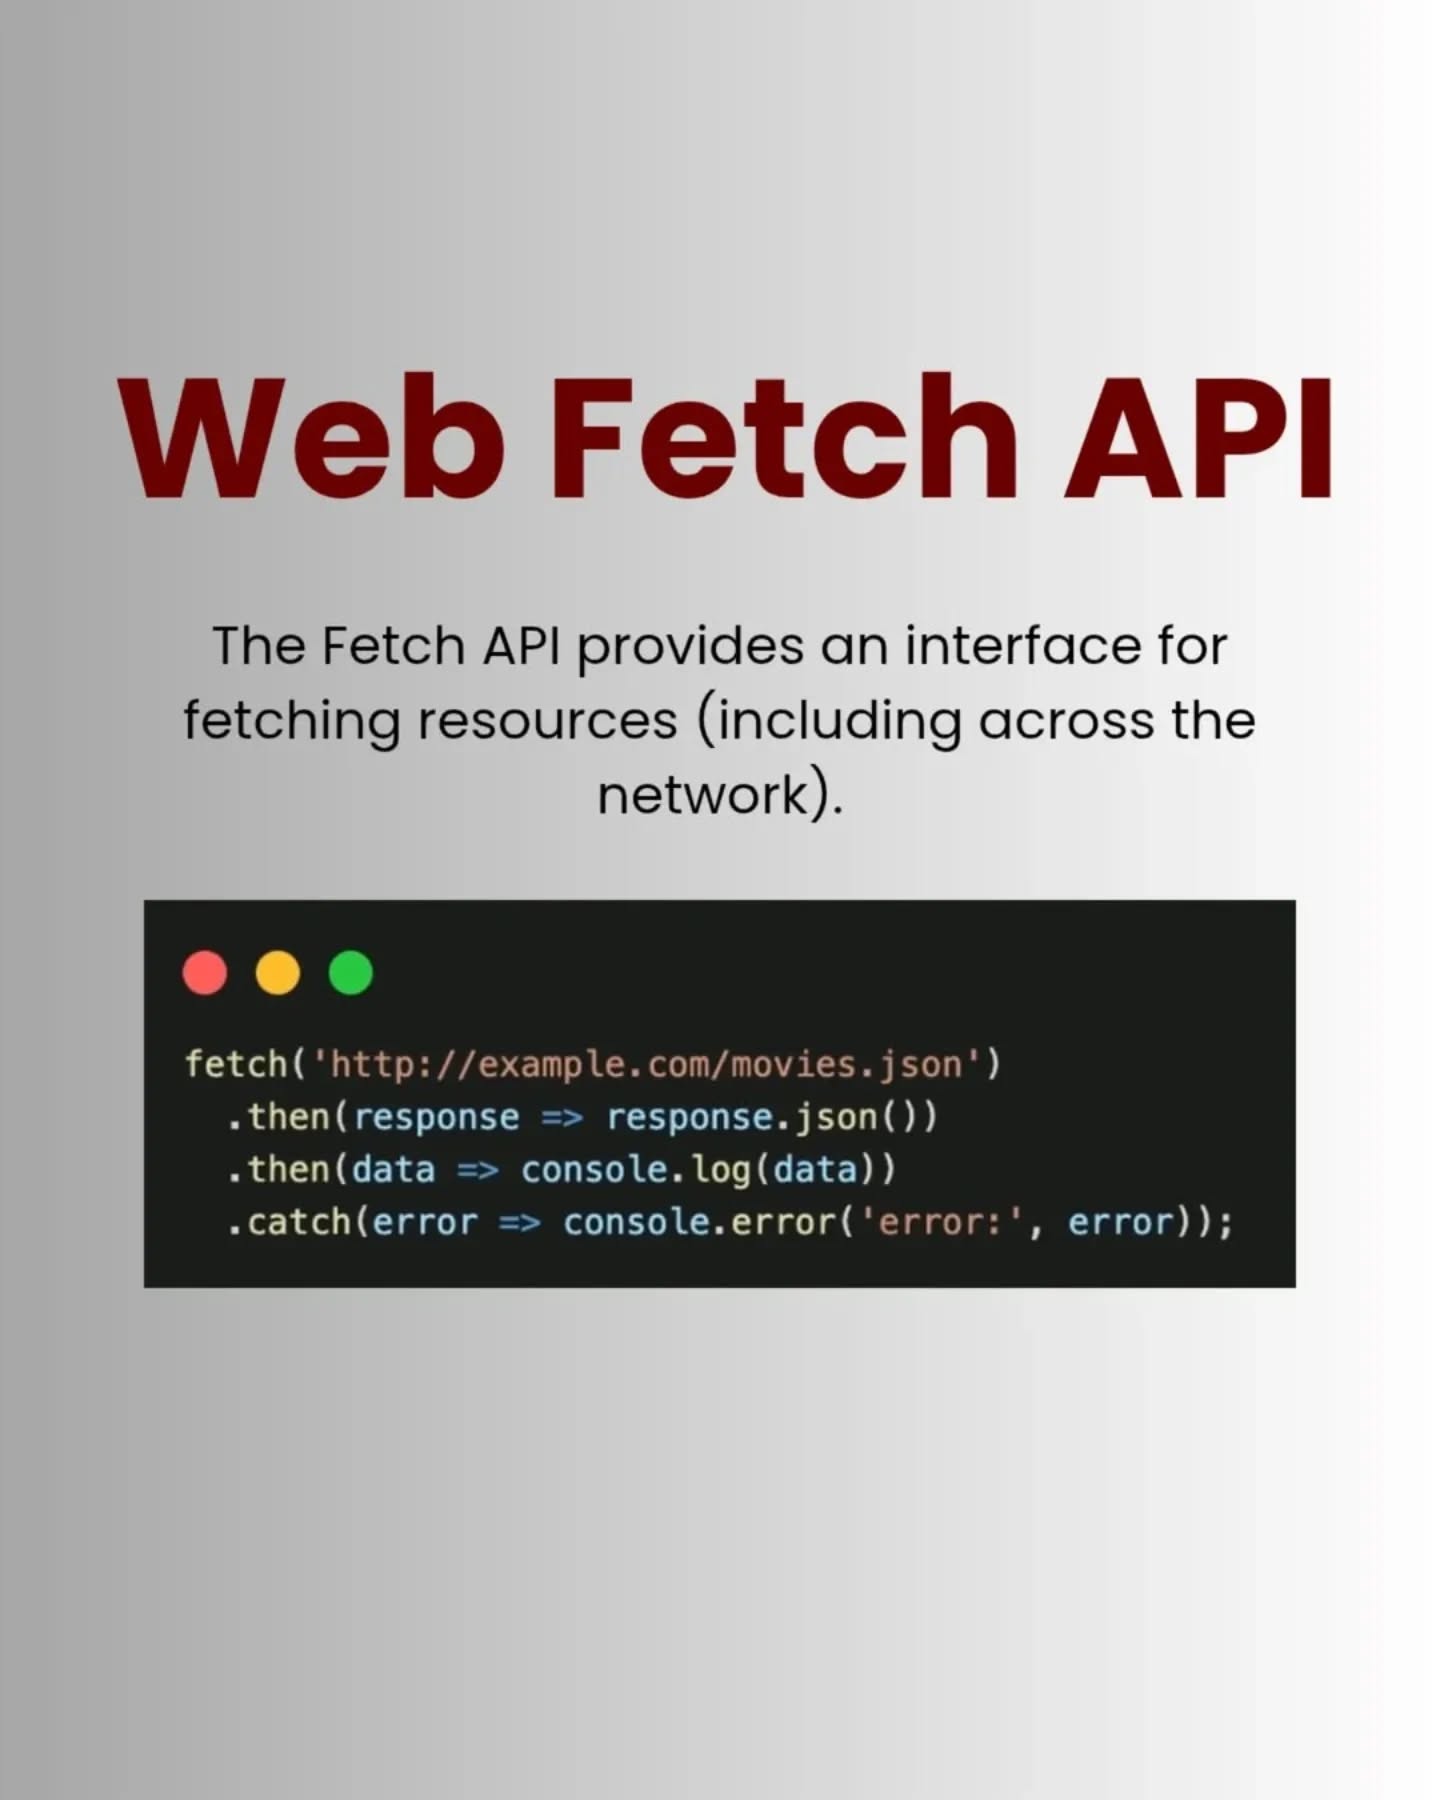 Web Fetch API
The Fetch API provides an interface for
fetching resources (including across the
network).
fetch('http://example.com/movies.json')
  .then(response => response.json())
  .then(data => console.log(data))
  .catch(error => console.error('error:', error));